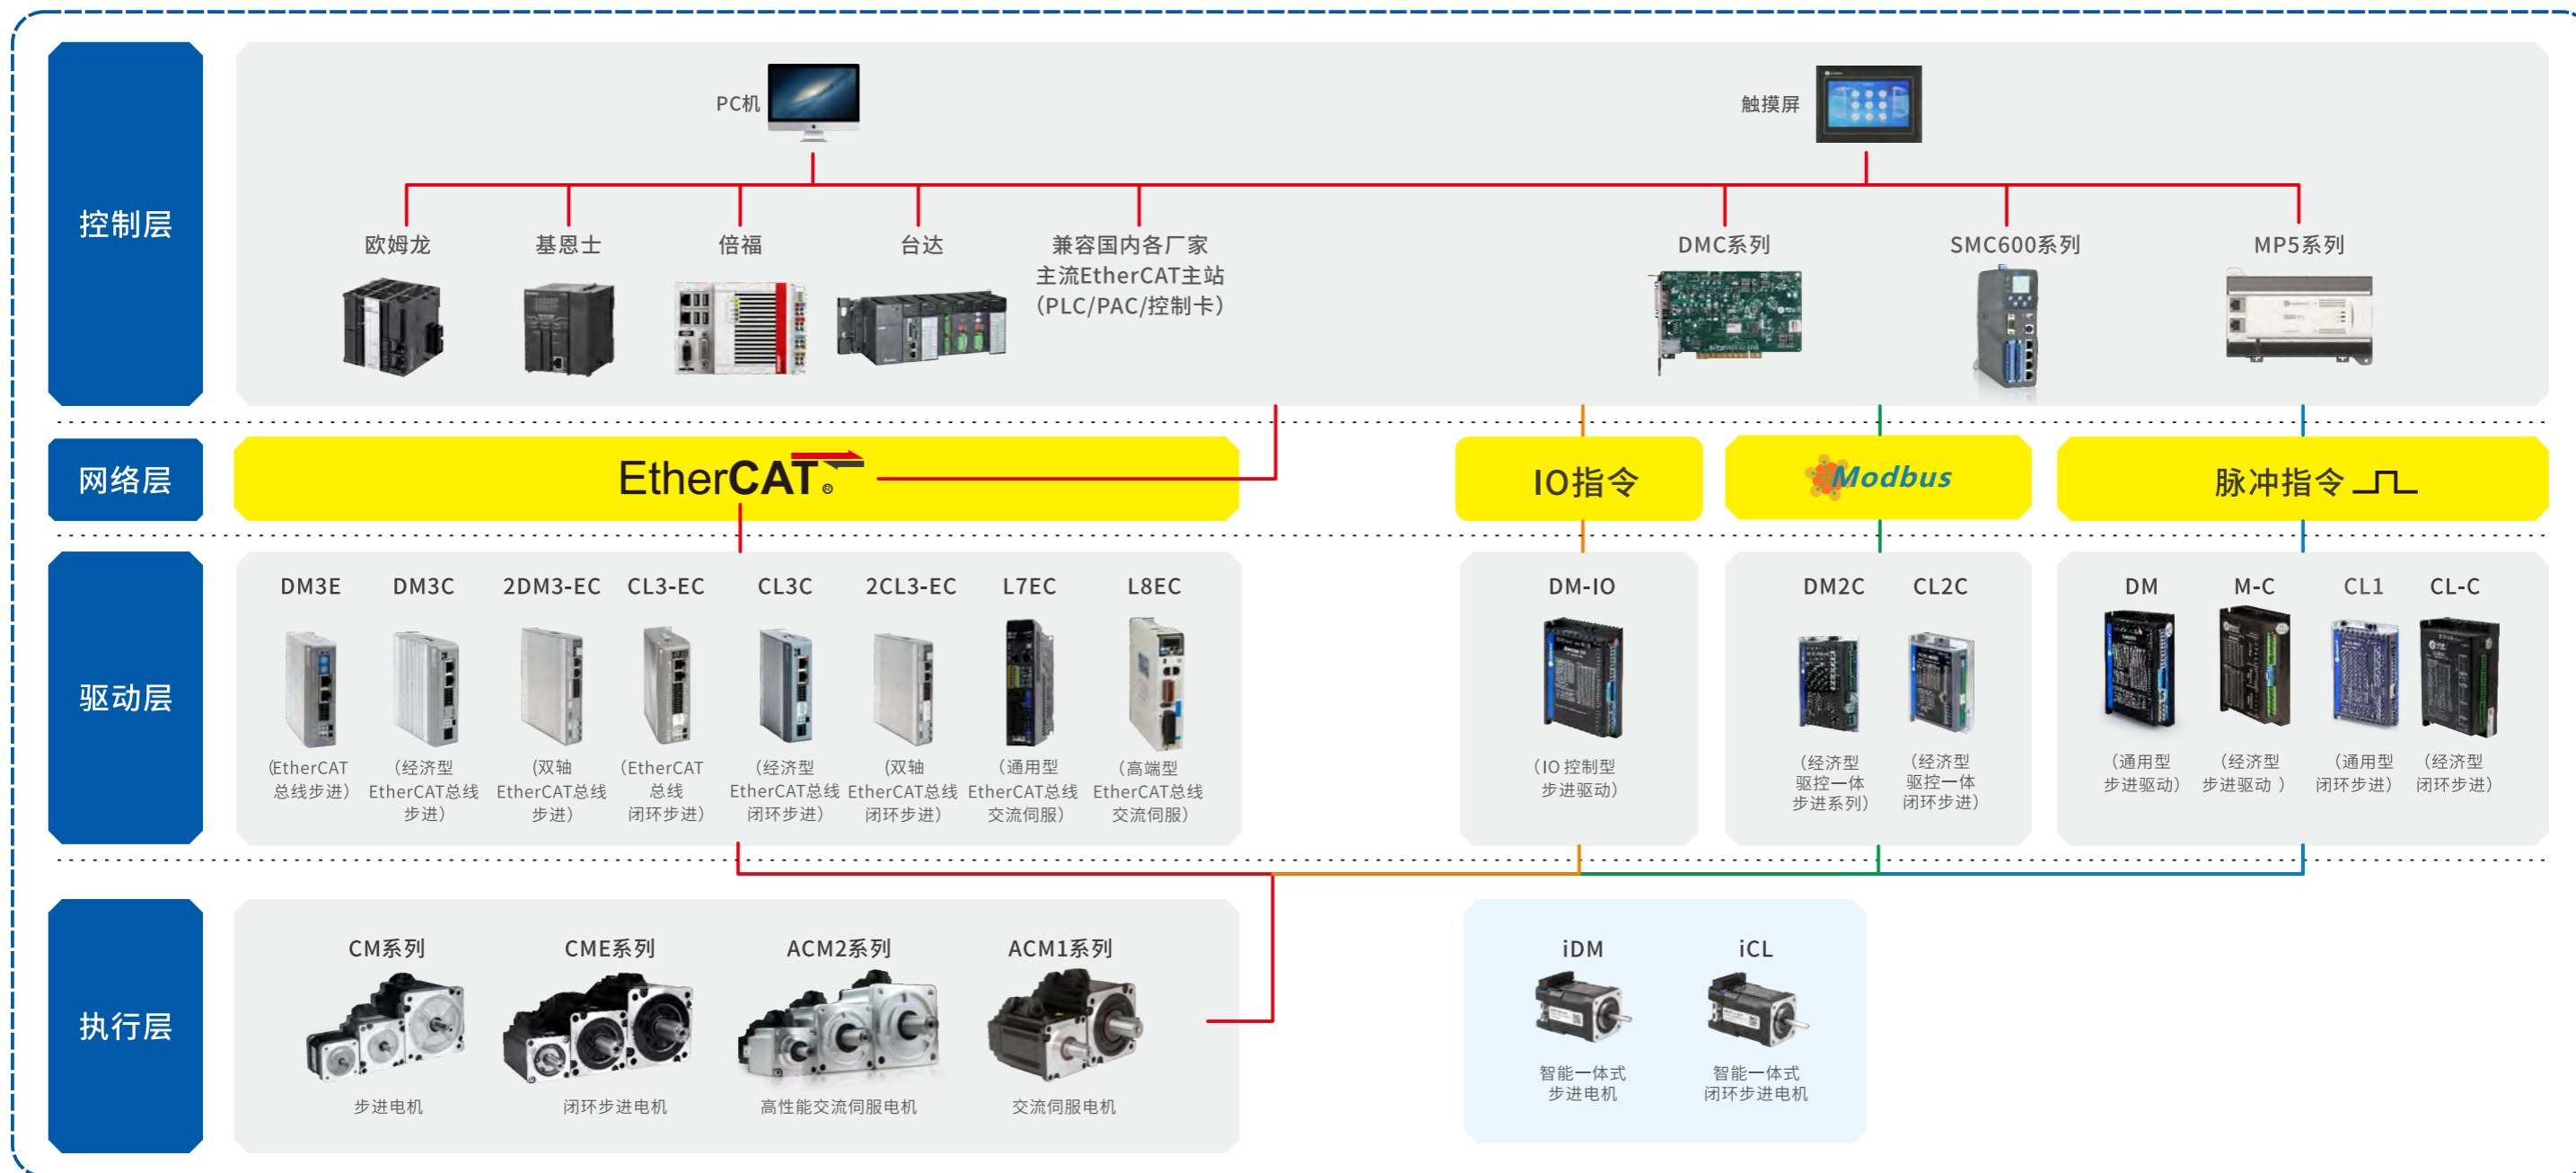 控制层
PC机
触摸屏
欧姆龙
基恩士
倍福
台达
兼容国内各厂家
主流EtherCAT主站
（PLC/PAC/控制卡）
DMC系列
SMC600系列
MP5系列
网络层
EtherCAT®
IO指令
Modbus
脉冲指令
驱动层
DM3E
DM3C
2DM3-EC
CL3-EC
CL3C
2CL3-EC
L7EC
L8EC
DM-IO
DM2C
CL2C
DM
M-C
CL1
CL-C
（EtherCAT
总线步进）
（经济型
EtherCAT总线
步进）
(双轴
EtherCAT总线
步进）
（EtherCAT
总线
闭环步进）
（经济型
EtherCAT总线
闭环步进）
(双轴
EtherCAT总线
闭环步进）
（通用型
EtherCAT总线
交流伺服）
（高端型
EtherCAT总线
交流伺服）
（IO 控制型
步进驱动）
（经济型
驱控一体
步进系列）
（经济型
驱控一体
闭环步进）
（通用型
步进驱动）
（经济型
步进驱动 ）
（通用型
闭环步进）
（经济型
闭环步进）
执行层
CM系列
步进电机
CME系列
闭环步进电机
ACM2系列
高性能交流伺服电机
ACM1系列
交流伺服电机
iDM
智能一体式
步进电机
iCL
智能一体式
闭环步进电机